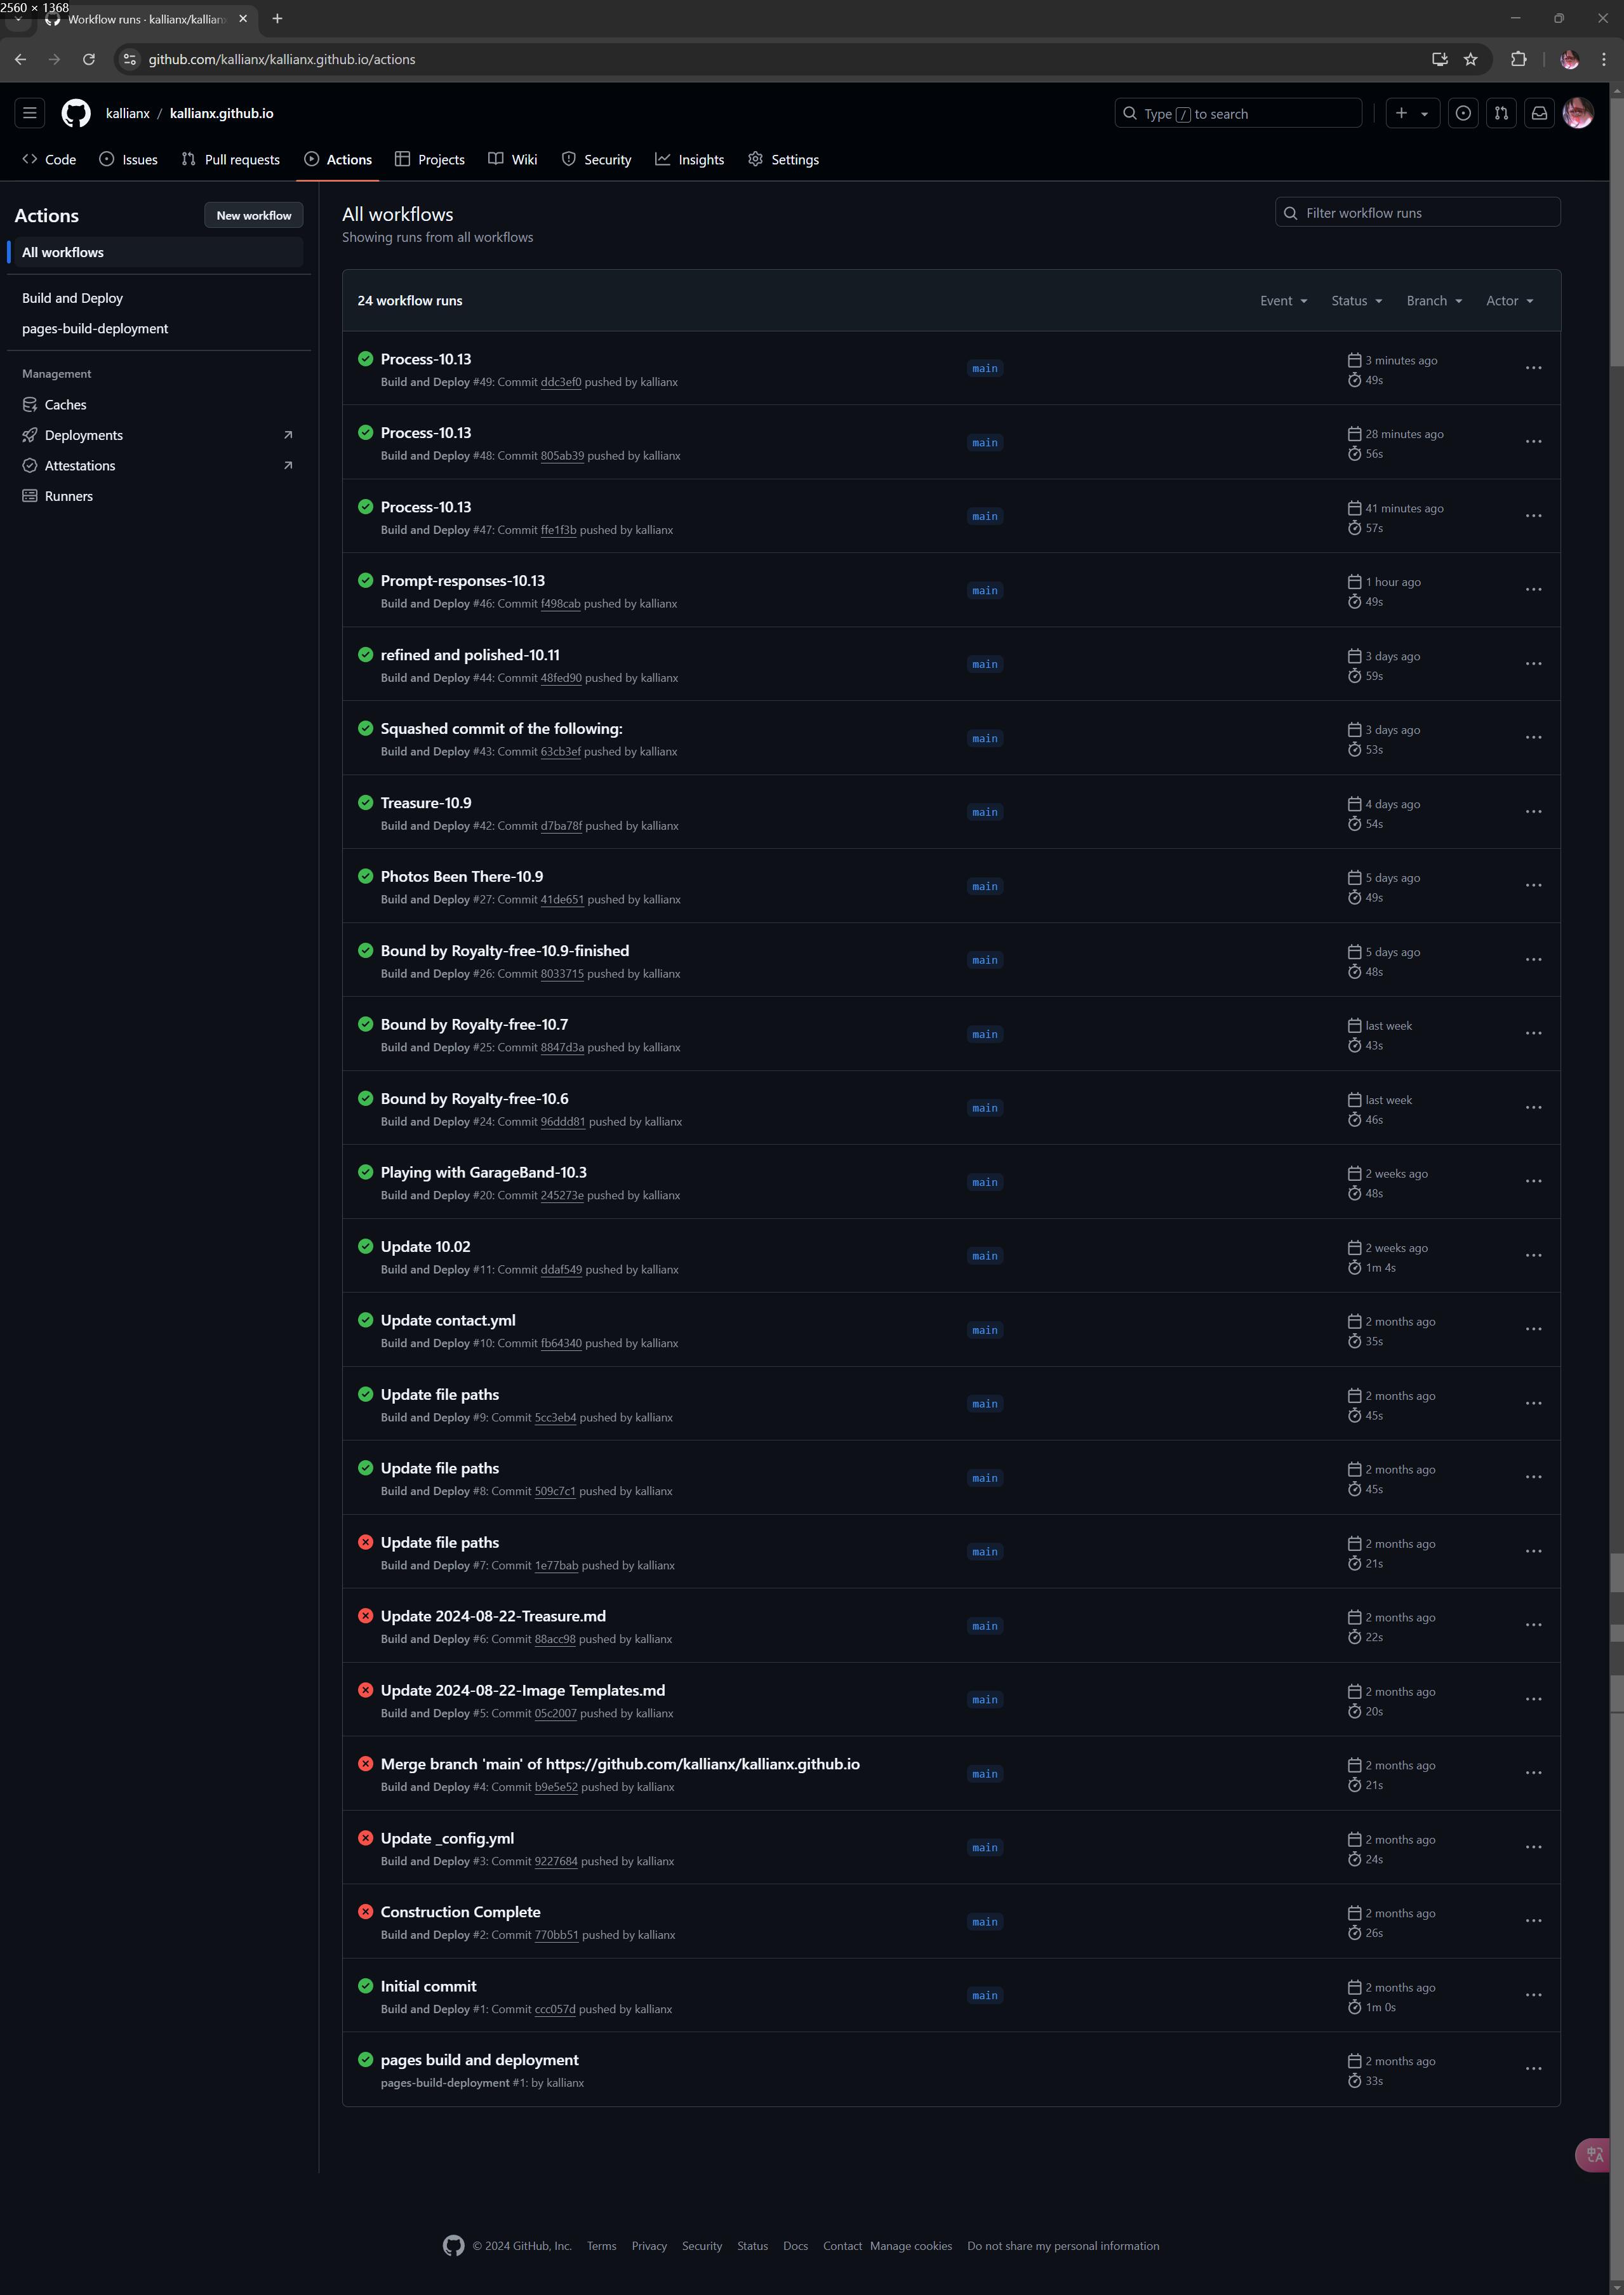 2560 × 1368
Workflow runs · kallianx/kallian
github.com/kallianx/kallianx.github.io/actions
kallianx / kallianx.github.io
Type / to search
Code Issues Pull requests Actions Projects Wiki Security Insights Settings
Actions
New workflow
All workflows
Build and Deploy
pages-build-deployment
Management
Caches
Deployments
Attestations
Runners
All workflows
Showing runs from all workflows
Filter workflow runs
24 workflow runs
Event Status Branch Actor
Process-10.13
Build and Deploy #49: Commit ddc3ef0 pushed by kallianx
main
3 minutes ago
49s
Process-10.13
Build and Deploy #48: Commit 805ab39 pushed by kallianx
main
28 minutes ago
56s
Process-10.13
Build and Deploy #47: Commit ffe1f3b pushed by kallianx
main
41 minutes ago
57s
Prompt-responses-10.13
Build and Deploy #46: Commit f498cab pushed by kallianx
main
1 hour ago
49s
refined and polished-10.11
Build and Deploy #44: Commit 48fed90 pushed by kallianx
main
3 days ago
59s
Squashed commit of the following:
Build and Deploy #43: Commit 63cb3ef pushed by kallianx
main
3 days ago
53s
Treasure-10.9
Build and Deploy #42: Commit d7ba78f pushed by kallianx
main
4 days ago
54s
Photos Been There-10.9
Build and Deploy #27: Commit 41de651 pushed by kallianx
main
5 days ago
49s
Bound by Royalty-free-10.9-finished
Build and Deploy #26: Commit 8033715 pushed by kallianx
main
5 days ago
48s
Bound by Royalty-free-10.7
Build and Deploy #25: Commit 8847d3a pushed by kallianx
main
last week
43s
Bound by Royalty-free-10.6
Build and Deploy #24: Commit 96ddd81 pushed by kallianx
main
last week
46s
Playing with GarageBand-10.3
Build and Deploy #20: Commit 245273e pushed by kallianx
main
2 weeks ago
48s
Update 10.02
Build and Deploy #11: Commit ddaf549 pushed by kallianx
main
2 weeks ago
1m 4s
Update contact.yml
Build and Deploy #10: Commit fb64340 pushed by kallianx
main
2 months ago
35s
Update file paths
Build and Deploy #9: Commit 5cc3eb4 pushed by kallianx
main
2 months ago
45s
Update file paths
Build and Deploy #8: Commit 509c7c1 pushed by kallianx
main
2 months ago
45s
Update file paths
Build and Deploy #7: Commit 1e77bab pushed by kallianx
main
2 months ago
21s
Update 2024-08-22-Treasure.md
Build and Deploy #6: Commit 88acc98 pushed by kallianx
main
2 months ago
22s
Update 2024-08-22-Image Templates.md
Build and Deploy #5: Commit 05c2007 pushed by kallianx
main
2 months ago
20s
Merge branch 'main' of https://github.com/kallianx/kallianx.github.io
Build and Deploy #4: Commit b9e5e52 pushed by kallianx
main
2 months ago
21s
Update _config.yml
Build and Deploy #3: Commit 9227684 pushed by kallianx
main
2 months ago
24s
Construction Complete
Build and Deploy #2: Commit 770bb51 pushed by kallianx
main
2 months ago
26s
Initial commit
Build and Deploy #1: Commit ccc057d pushed by kallianx
main
2 months ago
1m 0s
pages build and deployment
pages-build-deployment #1: by kallianx
2 months ago
33s
中 A
© 2024 GitHub, Inc. Terms Privacy Security Status Docs Contact Manage cookies Do not share my personal information